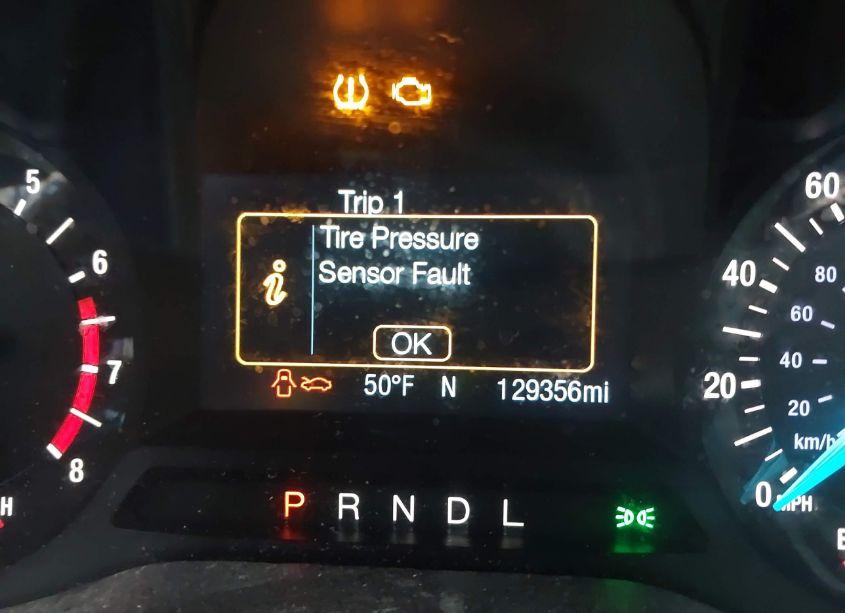 Trip 1
Tire Pressure
Sensor Fault
OK
50°F N 129356mi
5
6
7
8
H
P R N D L
60
40
20
0
80
60
40
20
km/h
MPH
E